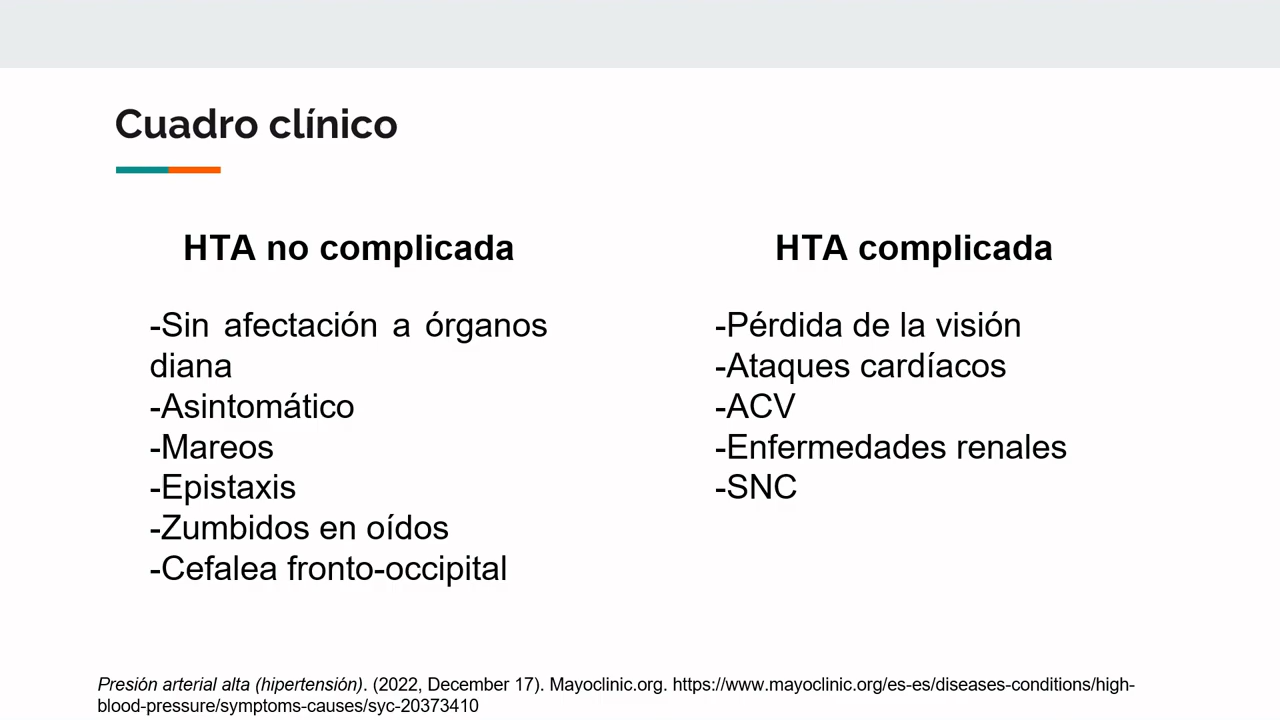 Cuadro clínico
HTA no complicada
-Sin afectación a órganos
diana
-Asintomático
-Mareos
-Epistaxis
-Zumbidos en oídos
-Cefalea fronto-occipital
HTA complicada
-Pérdida de la visión
-Ataques cardíacos
-ACV
-Enfermedades renales
-SNC
Presión arterial alta (hipertensión). (2022, December 17). Mayoclinic.org. https://www.mayoclinic.org/es-es/diseases-conditions/high-
blood-pressure/symptoms-causes/syc-20373410